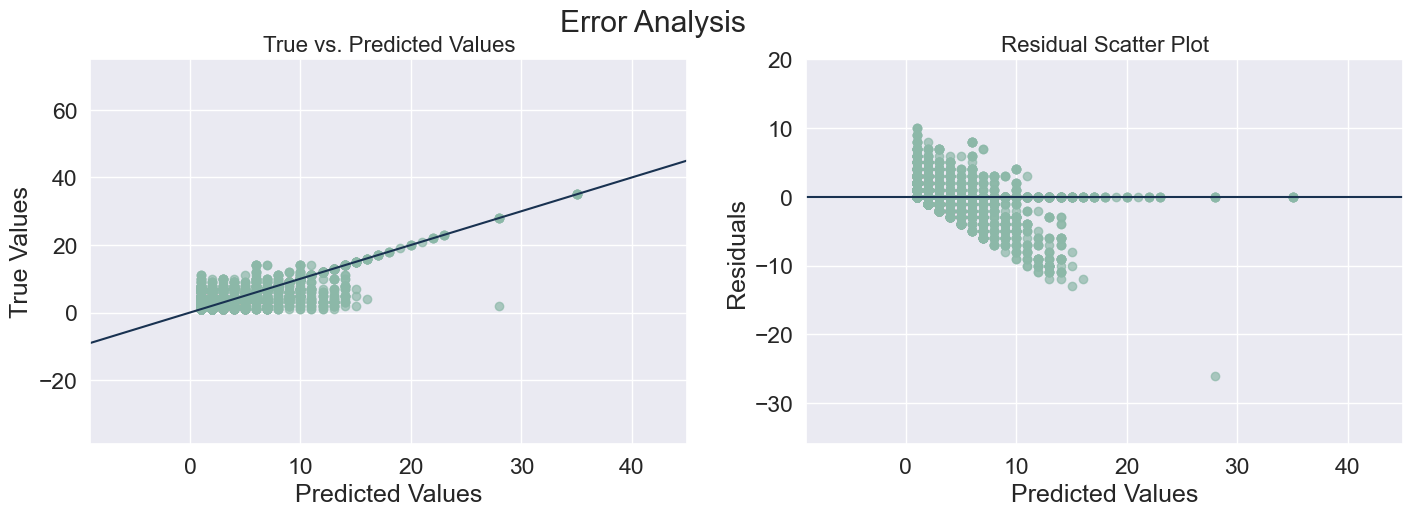 Error Analysis
True vs. Predicted Values
60
40
20
0
−20
True Values
0 10 20 30 40
Predicted Values
Residual Scatter Plot
20
10
0
−10
−20
−30
Residuals
0 10 20 30 40
Predicted Values